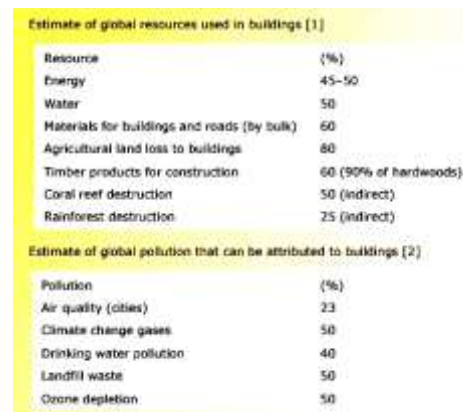 Estimate of global resources used in buildings [1]
Resource (%)
Energy 45–50
Water 50
Materials for buildings and roads (by bulk) 60
Agricultural land loss to buildings 80
Timber products for construction 60 (90% of hardwoods)
Coral reef destruction 50 (indirect)
Rainforest destruction 25 (indirect)
Estimate of global pollution that can be attributed to buildings [2]
Pollution (%)
Air quality (cities) 23
Climate change gases 50
Drinking water pollution 40
Landfill waste 50
Ozone depletion 50